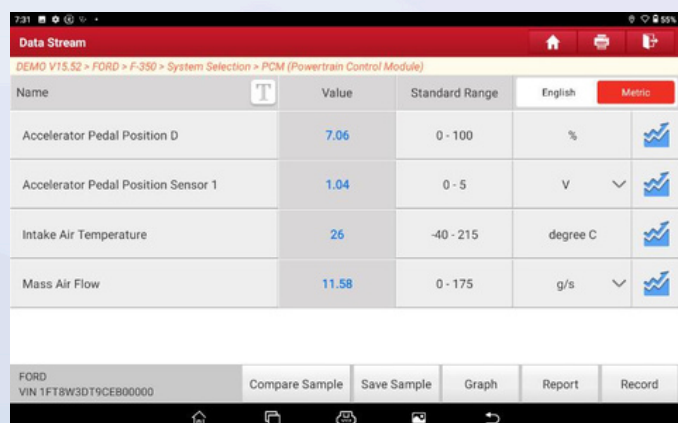 7:31
55%
Data Stream
DEMO V15.52 > FORD > F-350 > System Selection > PCM (Powertrain Control Module)
Name T Value Standard Range English Metric
Accelerator Pedal Position D 7.06 0 - 100 %
Accelerator Pedal Position Sensor 1 1.04 0 - 5 V
Intake Air Temperature 26 -40 - 215 degree C
Mass Air Flow 11.58 0 - 175 g/s
FORD
VIN 1FT8W3DT9CEB00000
Compare Sample Save Sample Graph Report Record